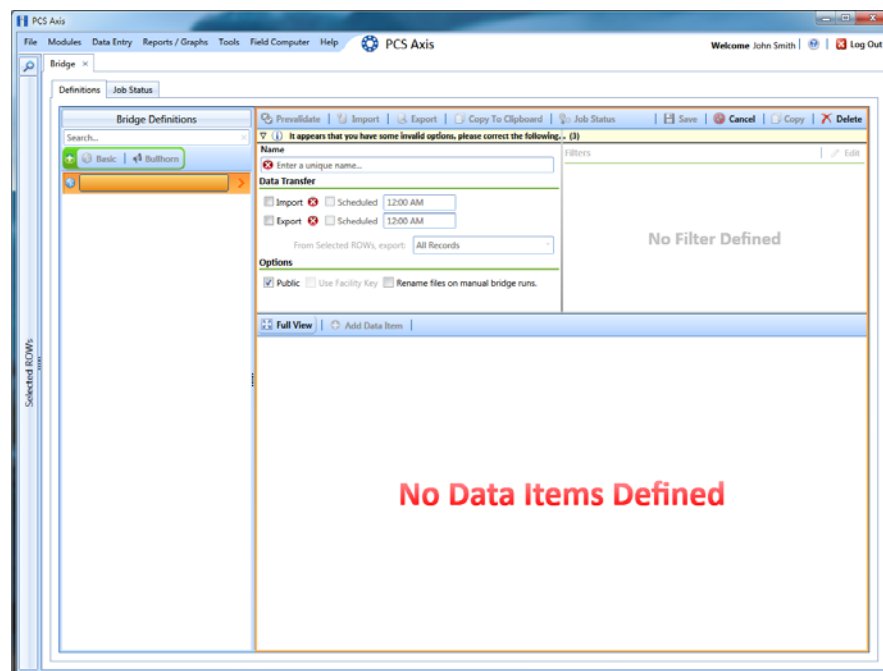 PCS Axis
File Modules Data Entry Reports / Graphs Tools Field Computer Help PCS Axis Welcome John Smith Log Out
Bridge
Definitions Job Status
Bridge Definitions
Prevalidate Import Export Copy To Clipboard Job Status Save Cancel Copy Delete
Search...
It appears that you have some invalid options, please correct the following... (3)
Basic Bullhorn
Name
Enter a unique name...
Filters Edit
Data Transfer
Import Scheduled 12:00 AM
Export Scheduled 12:00 AM
From Selected ROWs, export: All Records
No Filter Defined
Options
Public Use Facility Key Rename files on manual bridge runs.
Full View Add Data Item
Selected ROWs
No Data Items Defined